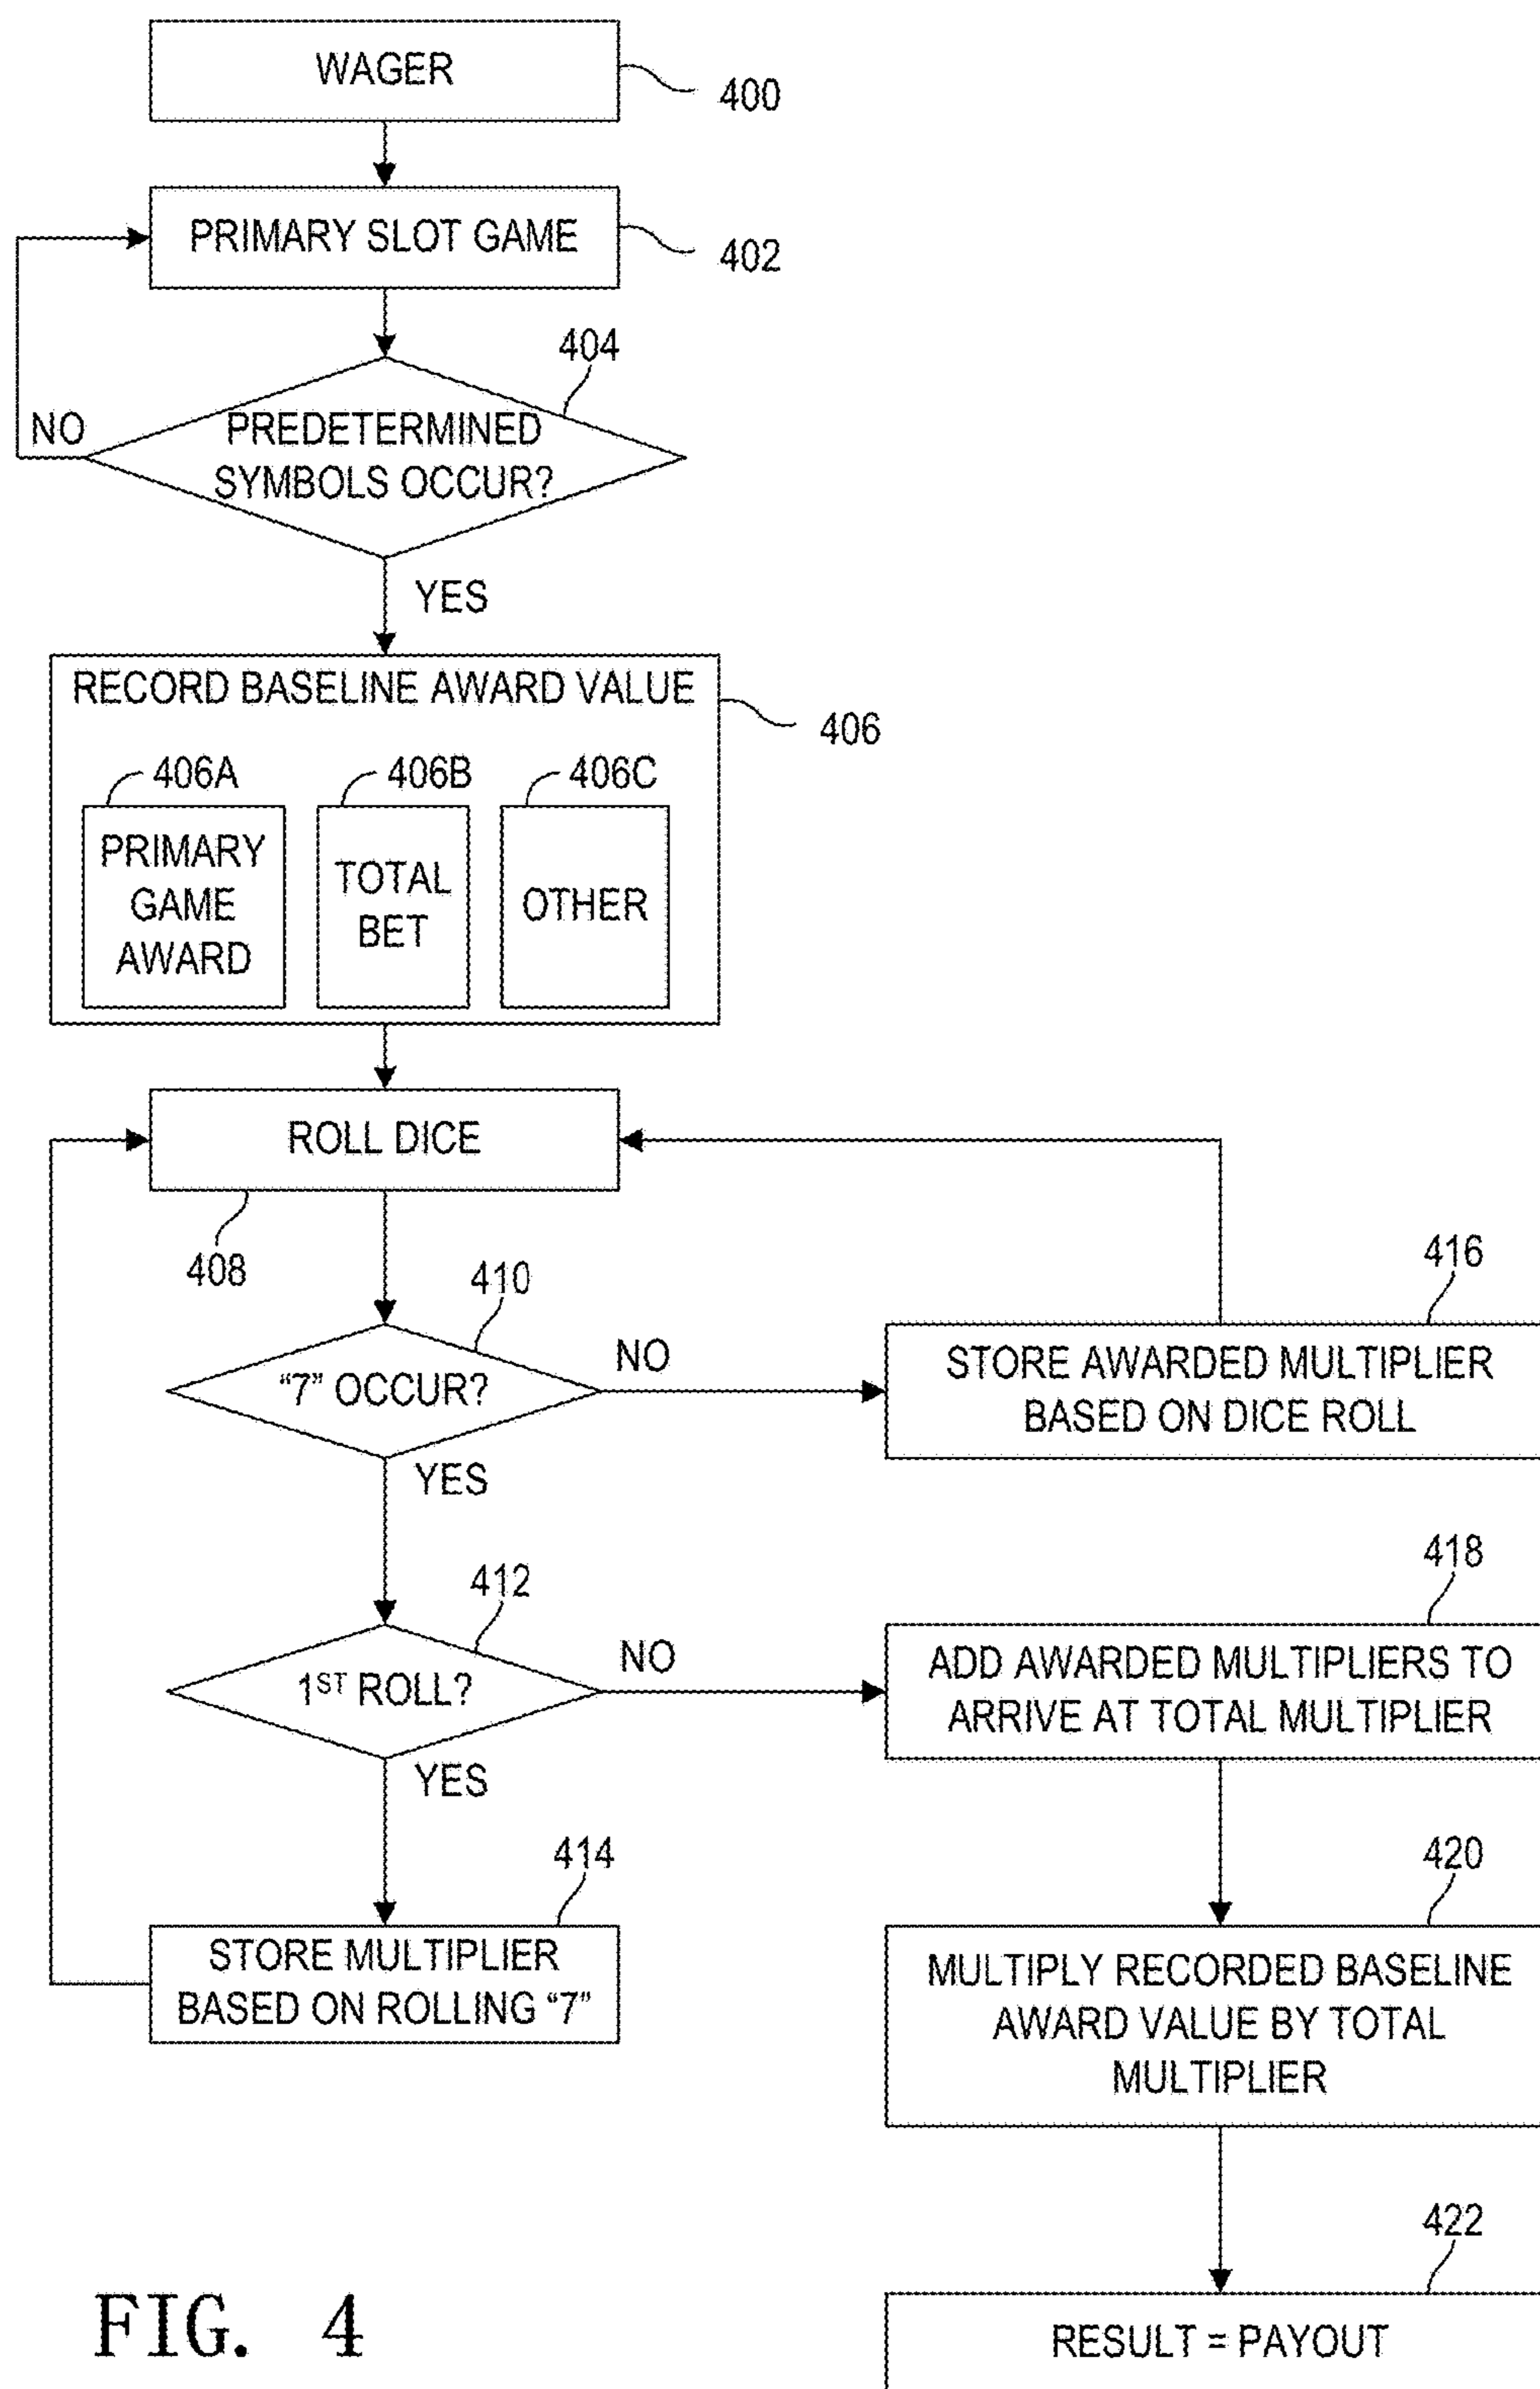 WAGER
400
PRIMARY SLOT GAME
402
404
NO
PREDETERMINED
SYMBOLS OCCUR?
YES
RECORD BASELINE AWARD VALUE
406
406A
406B
406C
PRIMARY
GAME
AWARD
TOTAL
BET
OTHER
ROLL DICE
408
410
416
"7" OCCUR?
NO
STORE AWARDED MULTIPLIER
BASED ON DICE ROLL
YES
412
418
1ST ROLL?
NO
ADD AWARDED MULTIPLIERS TO
ARRIVE AT TOTAL MULTIPLIER
YES
414
420
STORE MULTIPLIER
BASED ON ROLLING "7"
MULTIPLY RECORDED BASELINE
AWARD VALUE BY TOTAL
MULTIPLIER
422
RESULT = PAYOUT
FIG. 4